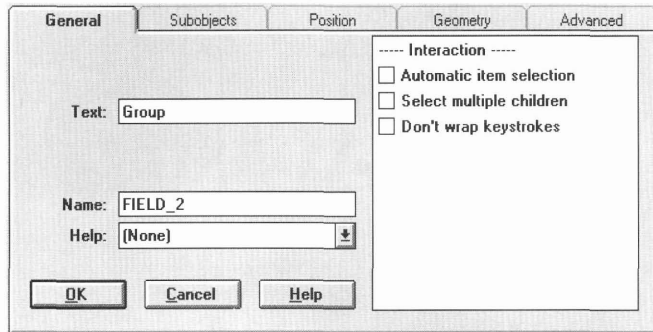 General Subobjects Position Geometry Advanced
Text: Group
Name: FIELD_2
Help: (None)
OK Cancel Help
----- Interaction -----
Automatic item selection
Select multiple children
Don't wrap keystrokes